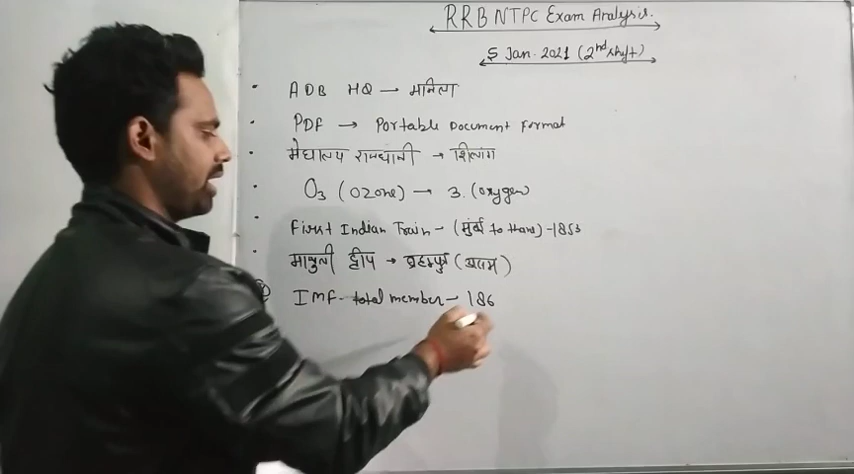 RRB NTPC Exam Analysis.
5 Jan. 2021 (2nd shift)
ADB HQ → मनिला
PDF → Portable Document Format
मेघालय राजधानी → शिलांग
O₃ (Ozone) → 3. (oxygen)
First Indian Train - (मुंबई to thane) - 1853
माजुली द्वीप → ब्रह्मपुत्र (असम)
IMF - total member - 186